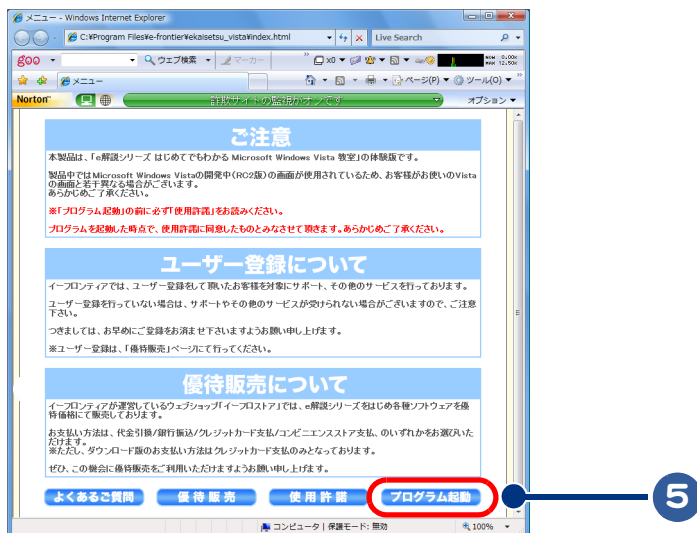 メニュー - Windows Internet Explorer
C:¥Program Files¥e-frontier¥ekaisetsu_vista¥index.html
Live Search
goo
ウェブ検索
マーカー
x0
NOW 0.00K
MAX 12.50K
メニュー
ページ(P)
ツール(O)
Norton
詐欺サイトの監視がオンです
オプション
ご注意
本製品は、「e解説シリーズ はじめてでもわかる Microsoft Windows Vista 教室」の体験版です。
製品中ではMicrosoft Windows Vistaの開発中(RC2版)の画面が使用されているため、お客様がお使いのVista
の画面と若干異なる場合がございます。
あらかじめご了承ください。
※「プログラム起動」の前に必ず「使用許諾」をお読みください。
プログラムを起動した時点で、使用許諾に同意したものとみなさせて頂きます。あらかじめご了承ください。
ユーザー登録について
イーフロンティアでは、ユーザー登録をして頂いたお客様を対象にサポート、その他のサービスを行っております。
ユーザー登録を行っていない場合は、サポートやその他のサービスが受けられない場合がございますので、ご注意
下さい。
つきましては、お早めにご登録をお済ませ下さいますようお願い申し上げます。
※ユーザー登録は、「優待販売」ページにて行ってください。
優待販売について
イーフロンティアが運営しているウェブショップ「イーフロストア」では、e解説シリーズをはじめ各種ソフトウェアを優
待価格にて販売しております。
お支払い方法は、代金引換/銀行振込/クレジットカード支払/コンビニエンスストア支払、のいずれかをお選びいた
だけます。
※ただし、ダウンロード版のお支払い方法はクレジットカード支払のみとなっております。
ぜひ、この機会に優待販売をご利用いただけますようお願い申し上げます。
よくあるご質問
優待販売
使用許諾
プログラム起動
5
コンピュータ | 保護モード: 無効
100%